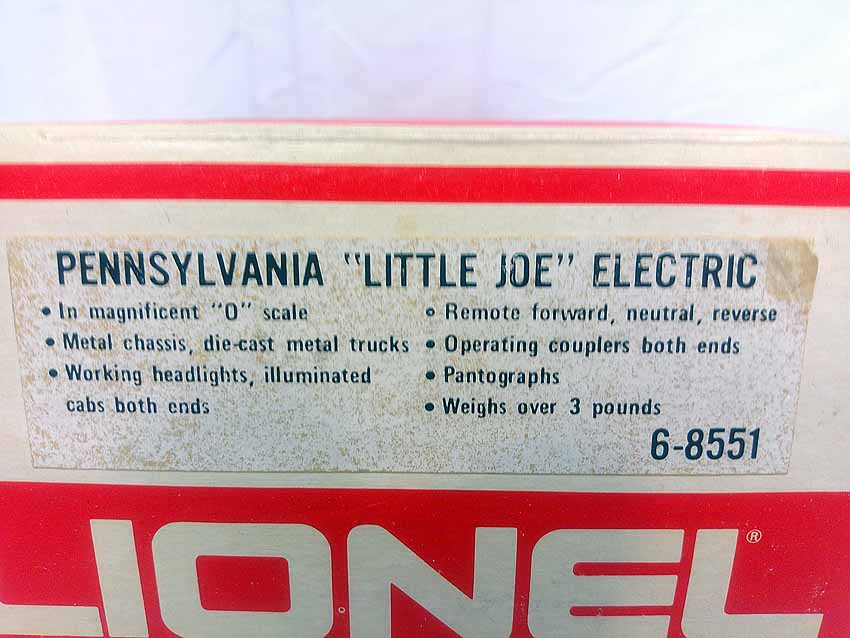 PENNSYLVANIA "LITTLE JOE" ELECTRIC
• In magnificent "O" scale
• Metal chassis, die-cast metal trucks
• Working headlights, illuminated
cabs both ends
• Remote forward, neutral, reverse
• Operating couplers both ends
• Pantographs
• Weighs over 3 pounds
6-8551
LIONEL®